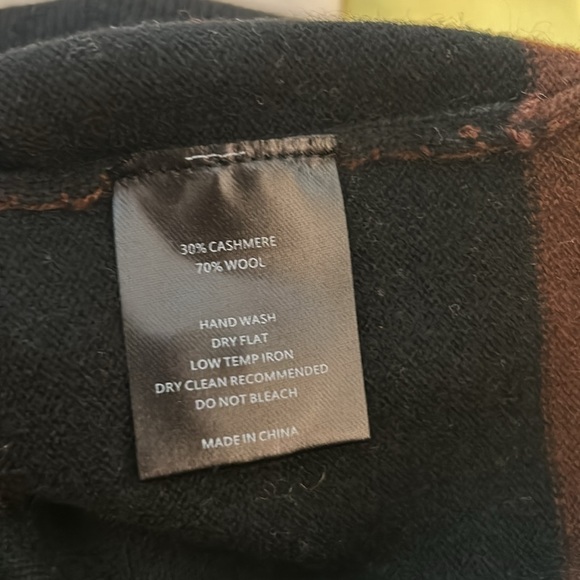 30% CASHMERE
70% WOOL
HAND WASH
DRY FLAT
LOW TEMP IRON
DRY CLEAN RECOMMENDED
DO NOT BLEACH
MADE IN CHINA